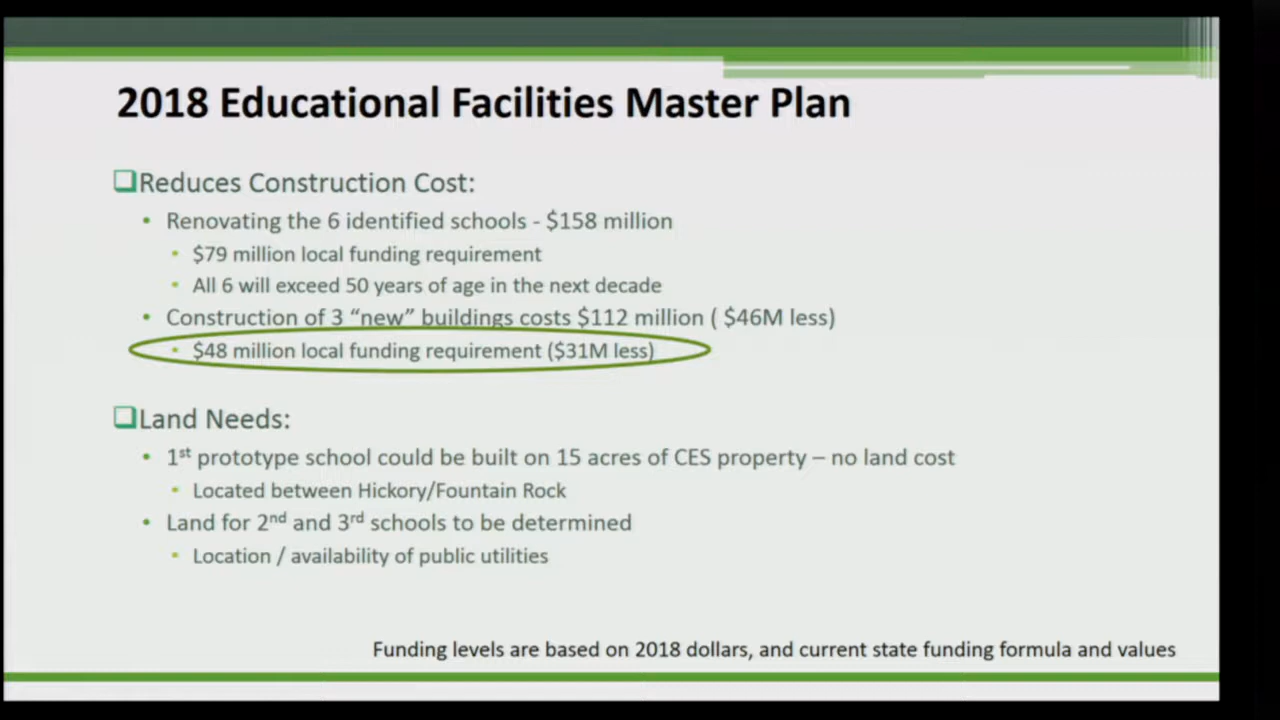 2018 Educational Facilities Master Plan
Reduces Construction Cost:
• Renovating the 6 identified schools - $158 million
• $79 million local funding requirement
• All 6 will exceed 50 years of age in the next decade
• Construction of 3 “new” buildings costs $112 million ( $46M less)
• $48 million local funding requirement ($31M less)
Land Needs:
• 1st prototype school could be built on 15 acres of CES property – no land cost
• Located between Hickory/Fountain Rock
• Land for 2nd and 3rd schools to be determined
• Location / availability of public utilities
Funding levels are based on 2018 dollars, and current state funding formula and values